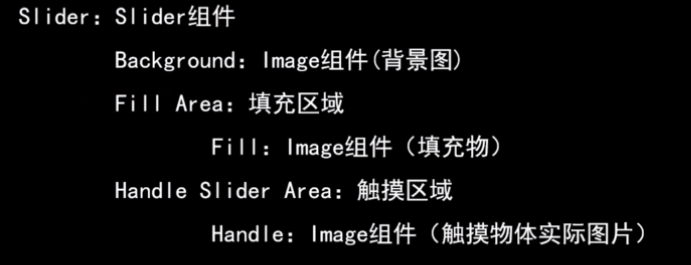 Slider：Slider组件
Background：Image组件(背景图)
Fill Area：填充区域
Fill：Image组件（填充物）
Handle Slider Area：触摸区域
Handle：Image组件（触摸物体实际图片）